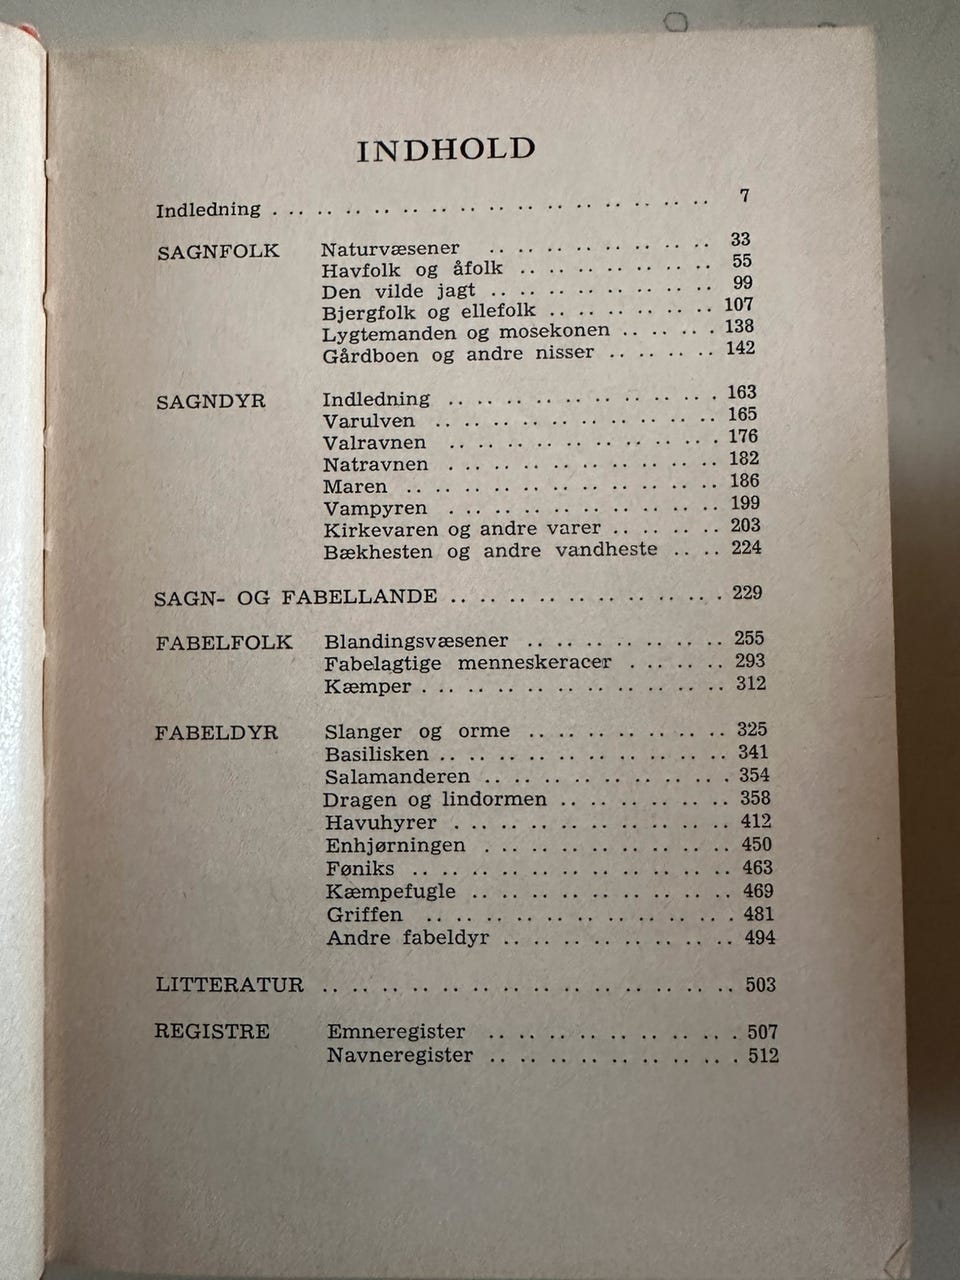 INDHOLD
Indledning . . . . . . . . . . . . . . . . . . . . . . . . . . . . . . 7
SAGNFOLK Naturvæsener . . . . . . . . . . . . . . . . 33
Havfolk og åfolk . . . . . . . . . . . . . . 55
Den vilde jagt . . . . . . . . . . . . . . . . 99
Bjergfolk og ellefolk . . . . . . . . . . . . 107
Lygtemanden og mosekonen . . . . . . . 138
Gårdboen og andre nisser . . . . . . . . 142
SAGNDYR Indledning . . . . . . . . . . . . . . . . . . . 163
Varulven . . . . . . . . . . . . . . . . . . . . 165
Valravnen . . . . . . . . . . . . . . . . . . . 176
Natravnen . . . . . . . . . . . . . . . . . . . 182
Maren . . . . . . . . . . . . . . . . . . . . . . 186
Vampyren . . . . . . . . . . . . . . . . . . . 199
Kirkevaren og andre varer . . . . . . . . 203
Bækhesten og andre vandheste . . . . 224
SAGN- OG FABELLANDE . . . . . . . . . . . . . . . . . . . 229
FABELFOLK Blandingsvæsener . . . . . . . . . . . . . . 255
Fabelagtige menneskeracer . . . . . . . 293
Kæmper . . . . . . . . . . . . . . . . . . . . . 312
FABELDYR Slanger og orme . . . . . . . . . . . . . . 325
Basilisken . . . . . . . . . . . . . . . . . . . . 341
Salamanderen . . . . . . . . . . . . . . . . . 354
Dragen og lindormen . . . . . . . . . . . . 358
Havuhyrer . . . . . . . . . . . . . . . . . . . 412
Enhjørningen . . . . . . . . . . . . . . . . . 450
Føniks . . . . . . . . . . . . . . . . . . . . . . 463
Kæmpefugle . . . . . . . . . . . . . . . . . . 469
Griffen . . . . . . . . . . . . . . . . . . . . . 481
Andre fabeldyr . . . . . . . . . . . . . . . . 494
LITTERATUR . . . . . . . . . . . . . . . . . . . . . . . . . . . . 503
REGISTRE Emneregister . . . . . . . . . . . . . . . . . 507
Navneregister . . . . . . . . . . . . . . . . . 512